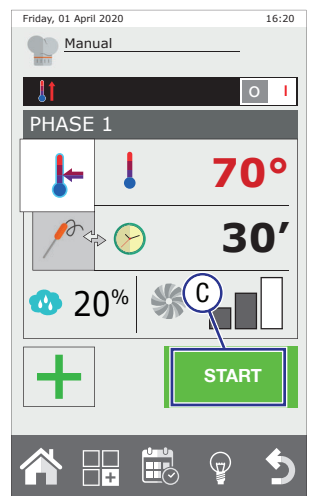 Friday, 01 April 2020 16:20
Manual
O I
PHASE 1
70°
30′
20%
C
START